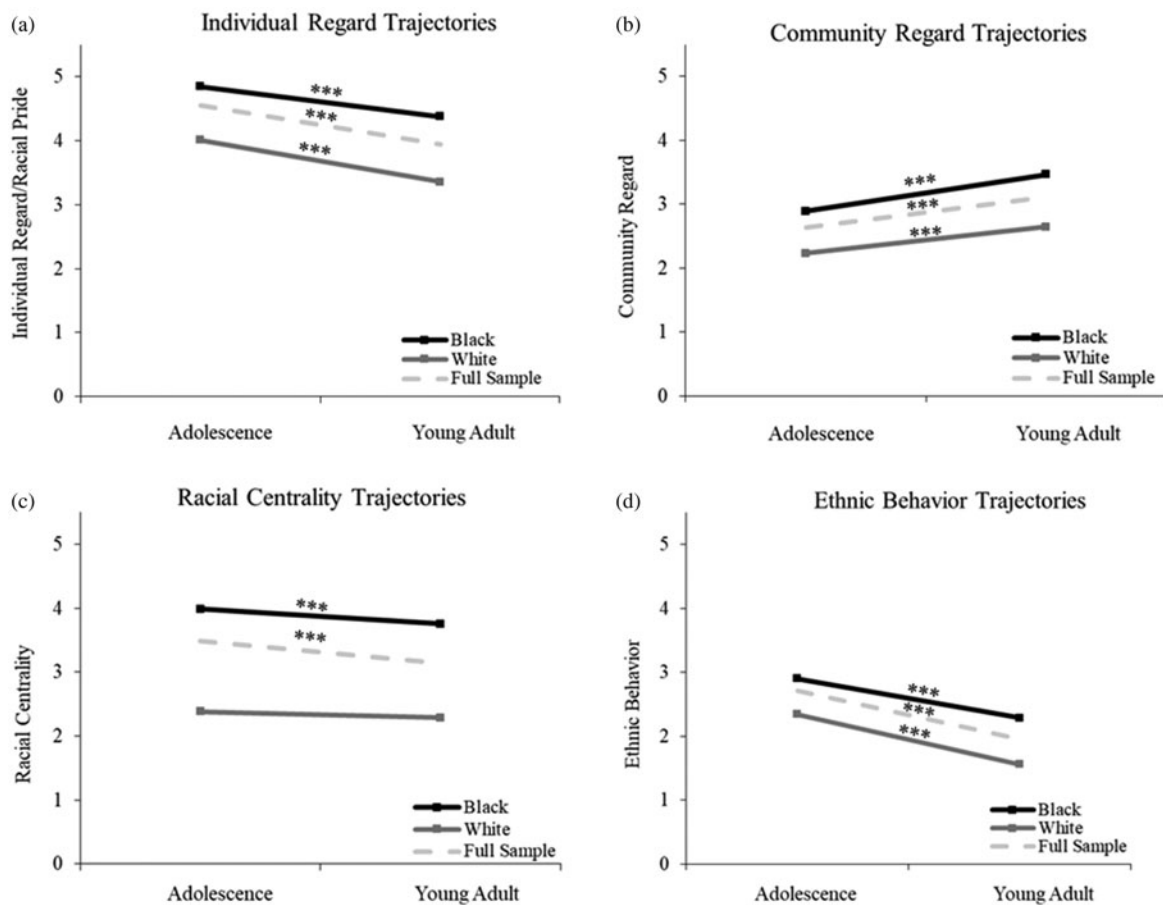 (a)
Individual Regard Trajectories
Individual Regard/Racial Pride
5
4
3
2
1
0
***
***
***
Black
White
Full Sample
Adolescence
Young Adult
(b)
Community Regard Trajectories
Community Regard
5
4
3
2
1
0
***
***
***
Black
White
Full Sample
Adolescence
Young Adult
(c)
Racial Centrality Trajectories
Racial Centrality
5
4
3
2
1
0
***
***
Black
White
Full Sample
Adolescence
Young Adult
(d)
Ethnic Behavior Trajectories
Ethnic Behavior
5
4
3
2
1
0
***
***
***
Black
White
Full Sample
Adolescence
Young Adult